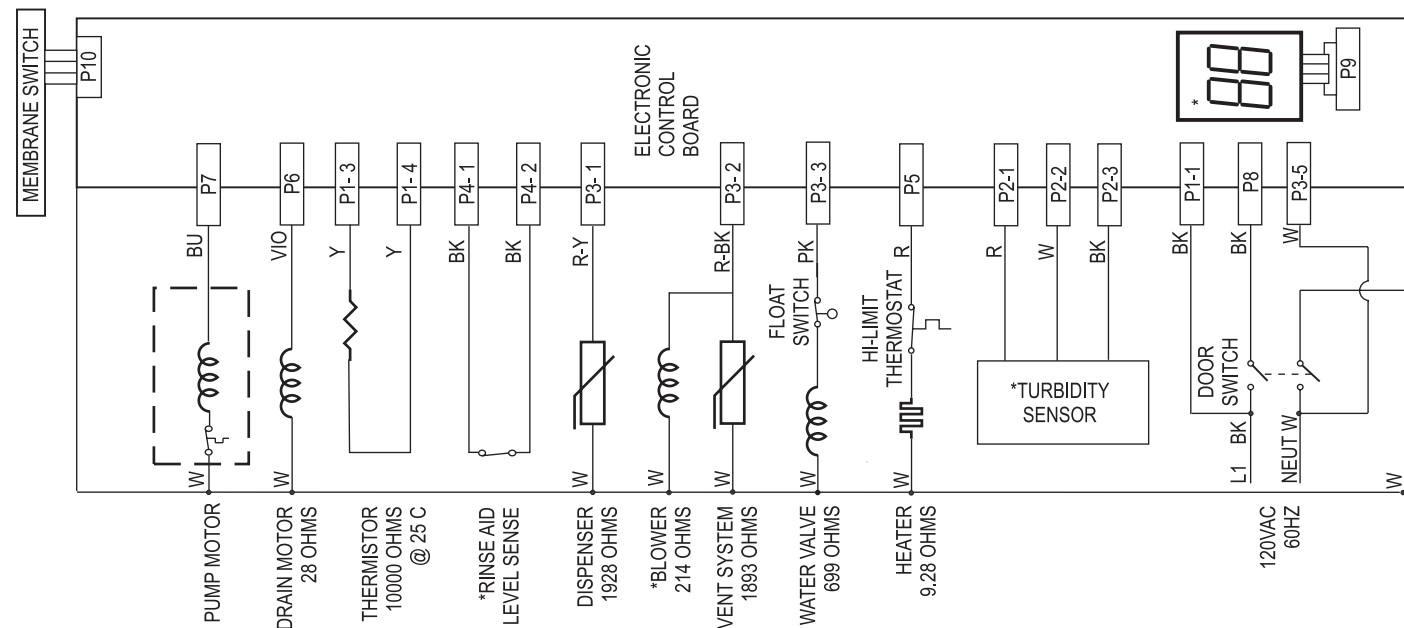 MEMBRANE SWITCH
P10
ELECTRONIC
CONTROL
BOARD
*
P9
P7
P6
P1- 3
P1- 4
P4- 1
P4- 2
P3- 1
P3- 2
P3- 3
P5
P2-1
P2-2
P2-3
P1-1
P8
P3-5
BU
VIO
Y
Y
BK
BK
R-Y
R-BK
PK
R
R
W
BK
BK
BK
W
FLOAT
SWITCH
HI-LIMIT
THERMOSTAT
*TURBIDITY
SENSOR
DOOR
SWITCH
W
W
W
W
W
W
W
L1
BK
NEUT W
W
PUMP MOTOR
DRAIN MOTOR
28 OHMS
THERMISTOR
10000 OHMS
@ 25 C
*RINSE AID
LEVEL SENSE
DISPENSER
1928 OHMS
*BLOWER
214 OHMS
VENT SYSTEM
1893 OHMS
WATER VALVE
699 OHMS
HEATER
9.28 OHMS
120VAC
60HZ